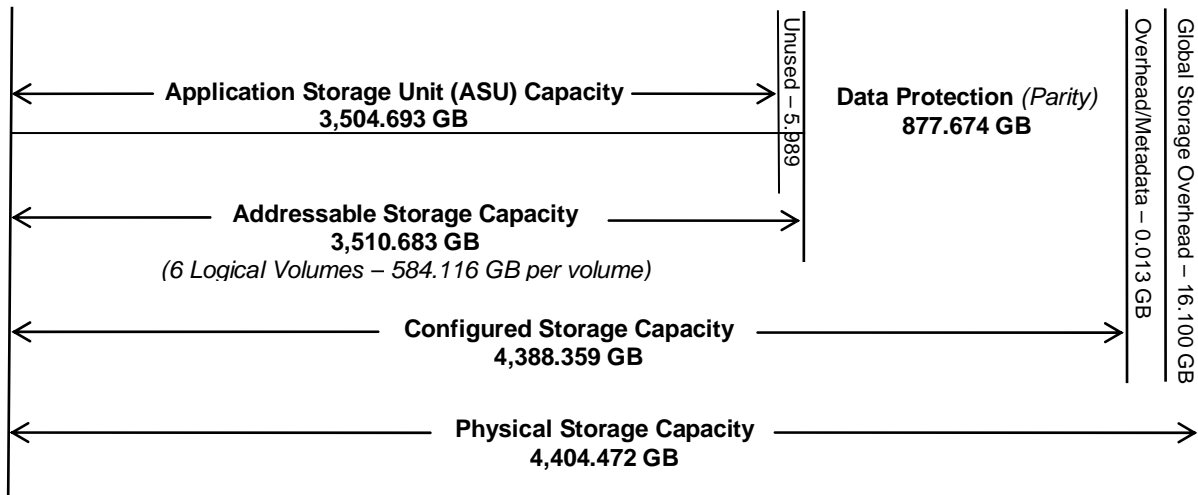 Application Storage Unit (ASU) Capacity
3,504.693 GB
Unused – 5.989
Data Protection (Parity)
877.674 GB
Overhead/Metadata – 0.013 GB
Global Storage Overhead – 16.100 GB
Addressable Storage Capacity
3,510.683 GB
(6 Logical Volumes – 584.116 GB per volume)
Configured Storage Capacity
4,388.359 GB
Physical Storage Capacity
4,404.472 GB